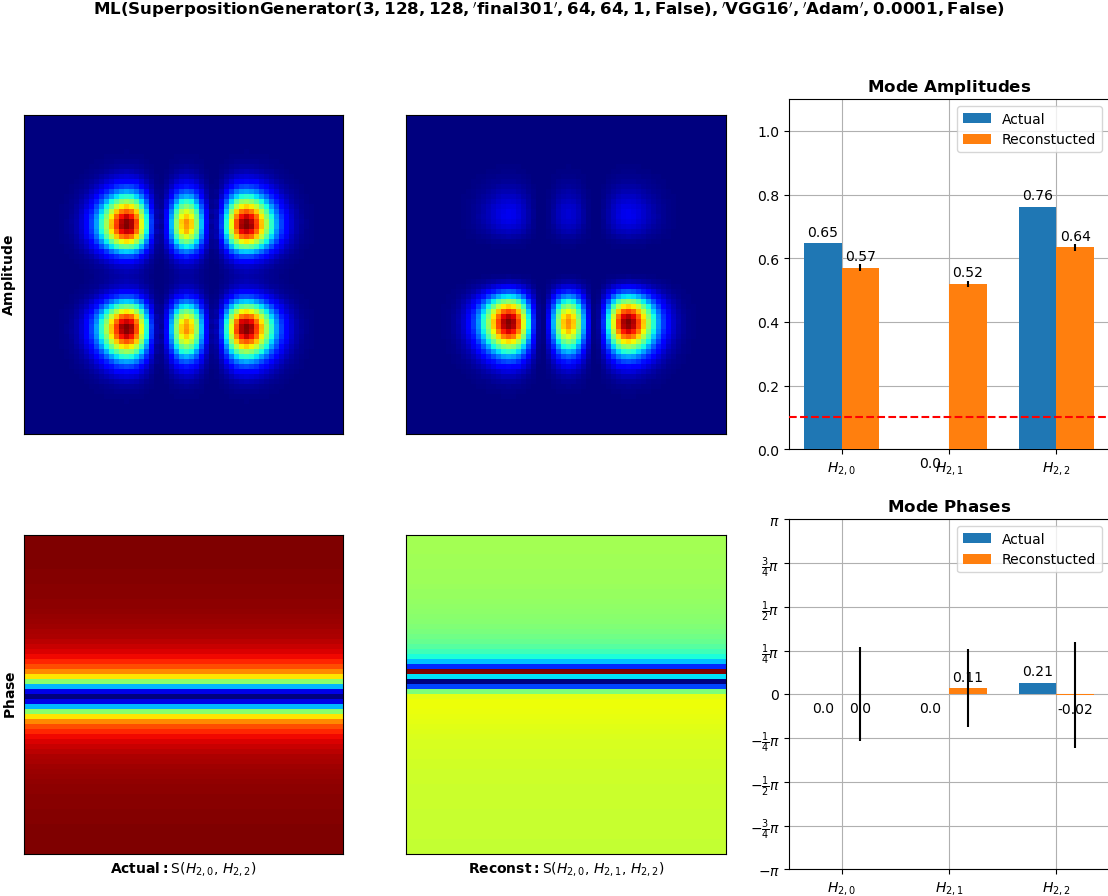 ML(SuperpositionGenerator(3, 128, 128, 'final301', 64, 64, 1, False), 'VGG16', 'Adam', 0.0001, False)
Amplitude
Mode Amplitudes
Actual
Reconstucted
1.0
0.8
0.6
0.4
0.2
0.0
0.65
0.57
0.0
0.52
0.76
0.64
H2,0
H2,1
H2,2
Phase
Actual: S(H2,0, H2,2)
Reconst: S(H2,0, H2,1, H2,2)
Mode Phases
Actual
Reconstucted
π
3/4π
1/2π
1/4π
0
−1/4π
−1/2π
−3/4π
−π
0.0
0.0
0.0
0.11
0.21
-0.02
H2,0
H2,1
H2,2